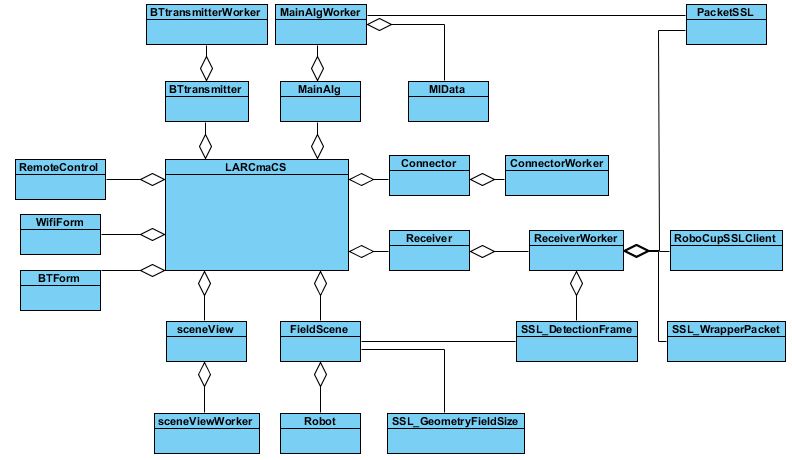 BTtransmitterWorker
MainAlgWorker
PacketSSL
BTtransmitter
MainAlg
MIData
RemoteControl
LARCmaCS
Connector
ConnectorWorker
WifiForm
Receiver
ReceiverWorker
RoboCupSSLClient
BTForm
sceneView
FieldScene
SSL_DetectionFrame
SSL_WrapperPacket
sceneViewWorker
Robot
SSL_GeometryFieldSize